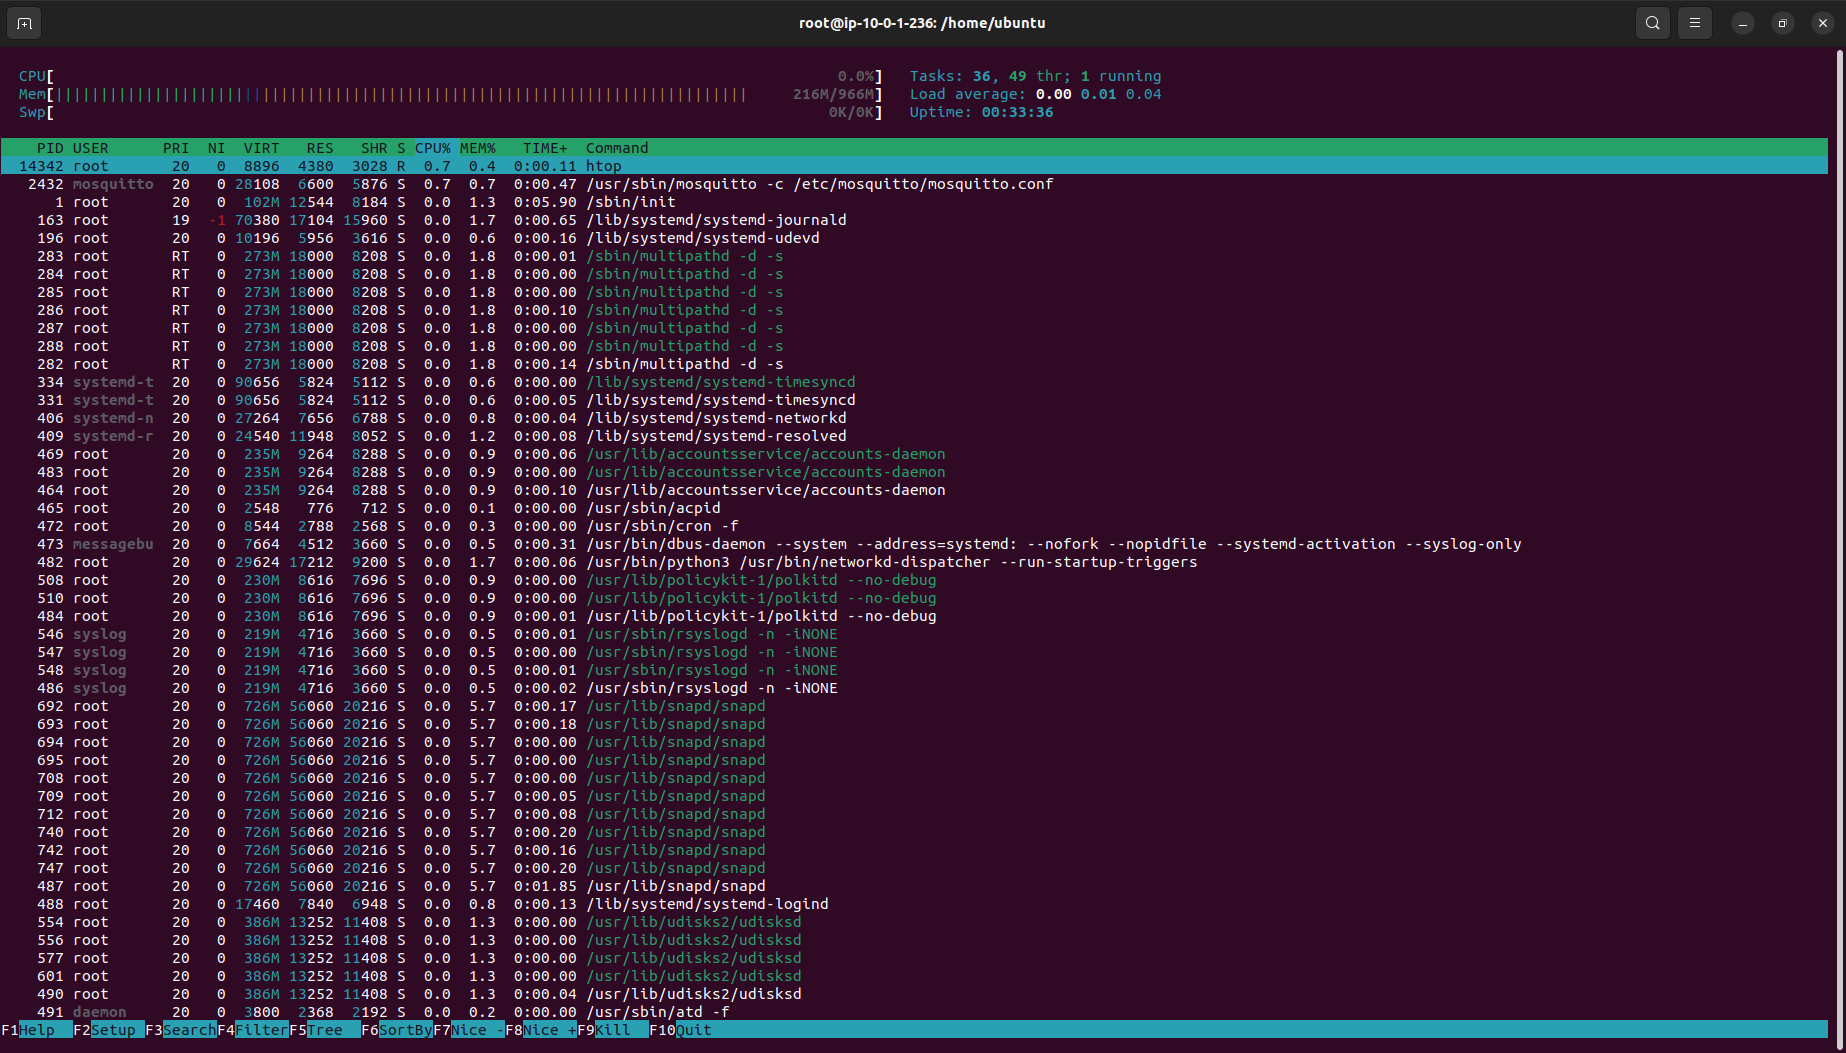 root@ip-10-0-1-236: /home/ubuntu
CPU[ 0.0%] Tasks: 36, 49 thr; 1 running
Mem[||||||||||||||||||||||||||||||||||||||||||||||||||||||||||||||||||||||||||||| 216M/966M] Load average: 0.00 0.01 0.04
Swp[ 0K/0K] Uptime: 00:33:36
PID USER PRI NI VIRT RES SHR S CPU% MEM% TIME+ Command
14342 root 20 0 8896 4380 3028 R 0.7 0.4 0:00.11 htop
2432 mosquitto 20 0 28108 6600 5876 S 0.7 0.7 0:00.47 /usr/sbin/mosquitto -c /etc/mosquitto/mosquitto.conf
1 root 20 0 102M 12544 8184 S 0.0 1.3 0:05.90 /sbin/init
163 root 19 -1 70380 17104 15960 S 0.0 1.7 0:00.65 /lib/systemd/systemd-journald
196 root 20 0 10196 5956 3616 S 0.0 0.6 0:00.16 /lib/systemd/systemd-udevd
283 root RT 0 273M 18000 8208 S 0.0 1.8 0:00.01 /sbin/multipathd -d -s
284 root RT 0 273M 18000 8208 S 0.0 1.8 0:00.00 /sbin/multipathd -d -s
285 root RT 0 273M 18000 8208 S 0.0 1.8 0:00.00 /sbin/multipathd -d -s
286 root RT 0 273M 18000 8208 S 0.0 1.8 0:00.10 /sbin/multipathd -d -s
287 root RT 0 273M 18000 8208 S 0.0 1.8 0:00.00 /sbin/multipathd -d -s
288 root RT 0 273M 18000 8208 S 0.0 1.8 0:00.00 /sbin/multipathd -d -s
282 root RT 0 273M 18000 8208 S 0.0 1.8 0:00.14 /sbin/multipathd -d -s
334 systemd-t 20 0 90656 5824 5112 S 0.0 0.6 0:00.00 /lib/systemd/systemd-timesyncd
331 systemd-t 20 0 90656 5824 5112 S 0.0 0.6 0:00.05 /lib/systemd/systemd-timesyncd
406 systemd-n 20 0 27264 7656 6788 S 0.0 0.8 0:00.04 /lib/systemd/systemd-networkd
409 systemd-r 20 0 24540 11948 8052 S 0.0 1.2 0:00.08 /lib/systemd/systemd-resolved
469 root 20 0 235M 9264 8288 S 0.0 0.9 0:00.06 /usr/lib/accountsservice/accounts-daemon
483 root 20 0 235M 9264 8288 S 0.0 0.9 0:00.00 /usr/lib/accountsservice/accounts-daemon
464 root 20 0 235M 9264 8288 S 0.0 0.9 0:00.10 /usr/lib/accountsservice/accounts-daemon
465 root 20 0 2548 776 712 S 0.0 0.1 0:00.00 /usr/sbin/acpid
472 root 20 0 8544 2788 2568 S 0.0 0.3 0:00.00 /usr/sbin/cron -f
473 messagebu 20 0 7664 4512 3660 S 0.0 0.5 0:00.31 /usr/bin/dbus-daemon --system --address=systemd: --nofork --nopidfile --systemd-activation --syslog-only
482 root 20 0 29624 17212 9200 S 0.0 1.7 0:00.06 /usr/bin/python3 /usr/bin/networkd-dispatcher --run-startup-triggers
508 root 20 0 230M 8616 7696 S 0.0 0.9 0:00.00 /usr/lib/policykit-1/polkitd --no-debug
510 root 20 0 230M 8616 7696 S 0.0 0.9 0:00.00 /usr/lib/policykit-1/polkitd --no-debug
484 root 20 0 230M 8616 7696 S 0.0 0.9 0:00.01 /usr/lib/policykit-1/polkitd --no-debug
546 syslog 20 0 219M 4716 3660 S 0.0 0.5 0:00.01 /usr/sbin/rsyslogd -n -iNONE
547 syslog 20 0 219M 4716 3660 S 0.0 0.5 0:00.00 /usr/sbin/rsyslogd -n -iNONE
548 syslog 20 0 219M 4716 3660 S 0.0 0.5 0:00.01 /usr/sbin/rsyslogd -n -iNONE
486 syslog 20 0 219M 4716 3660 S 0.0 0.5 0:00.02 /usr/sbin/rsyslogd -n -iNONE
692 root 20 0 726M 56060 20216 S 0.0 5.7 0:00.17 /usr/lib/snapd/snapd
693 root 20 0 726M 56060 20216 S 0.0 5.7 0:00.18 /usr/lib/snapd/snapd
694 root 20 0 726M 56060 20216 S 0.0 5.7 0:00.00 /usr/lib/snapd/snapd
695 root 20 0 726M 56060 20216 S 0.0 5.7 0:00.00 /usr/lib/snapd/snapd
708 root 20 0 726M 56060 20216 S 0.0 5.7 0:00.00 /usr/lib/snapd/snapd
709 root 20 0 726M 56060 20216 S 0.0 5.7 0:00.05 /usr/lib/snapd/snapd
712 root 20 0 726M 56060 20216 S 0.0 5.7 0:00.08 /usr/lib/snapd/snapd
740 root 20 0 726M 56060 20216 S 0.0 5.7 0:00.20 /usr/lib/snapd/snapd
742 root 20 0 726M 56060 20216 S 0.0 5.7 0:00.16 /usr/lib/snapd/snapd
747 root 20 0 726M 56060 20216 S 0.0 5.7 0:00.20 /usr/lib/snapd/snapd
487 root 20 0 726M 56060 20216 S 0.0 5.7 0:01.85 /usr/lib/snapd/snapd
488 root 20 0 17460 7840 6948 S 0.0 0.8 0:00.13 /lib/systemd/systemd-logind
554 root 20 0 386M 13252 11408 S 0.0 1.3 0:00.00 /usr/lib/udisks2/udisksd
556 root 20 0 386M 13252 11408 S 0.0 1.3 0:00.00 /usr/lib/udisks2/udisksd
577 root 20 0 386M 13252 11408 S 0.0 1.3 0:00.00 /usr/lib/udisks2/udisksd
601 root 20 0 386M 13252 11408 S 0.0 1.3 0:00.00 /usr/lib/udisks2/udisksd
490 root 20 0 386M 13252 11408 S 0.0 1.3 0:00.04 /usr/lib/udisks2/udisksd
491 daemon 20 0 3800 2368 2192 S 0.0 0.2 0:00.00 /usr/sbin/atd -f
F1Help F2Setup F3SearchF4FilterF5Tree F6SortByF7Nice -F8Nice +F9Kill F10Quit